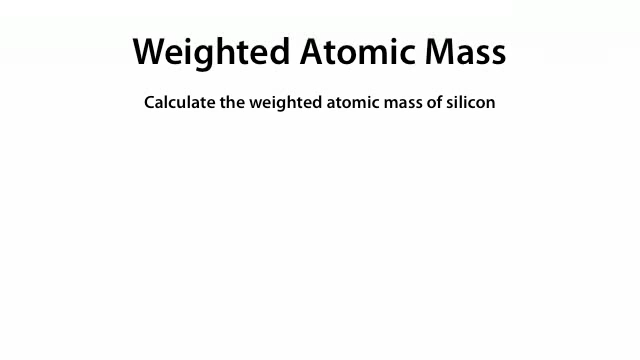 Weighted Atomic Mass
Calculate the weighted atomic mass of silicon